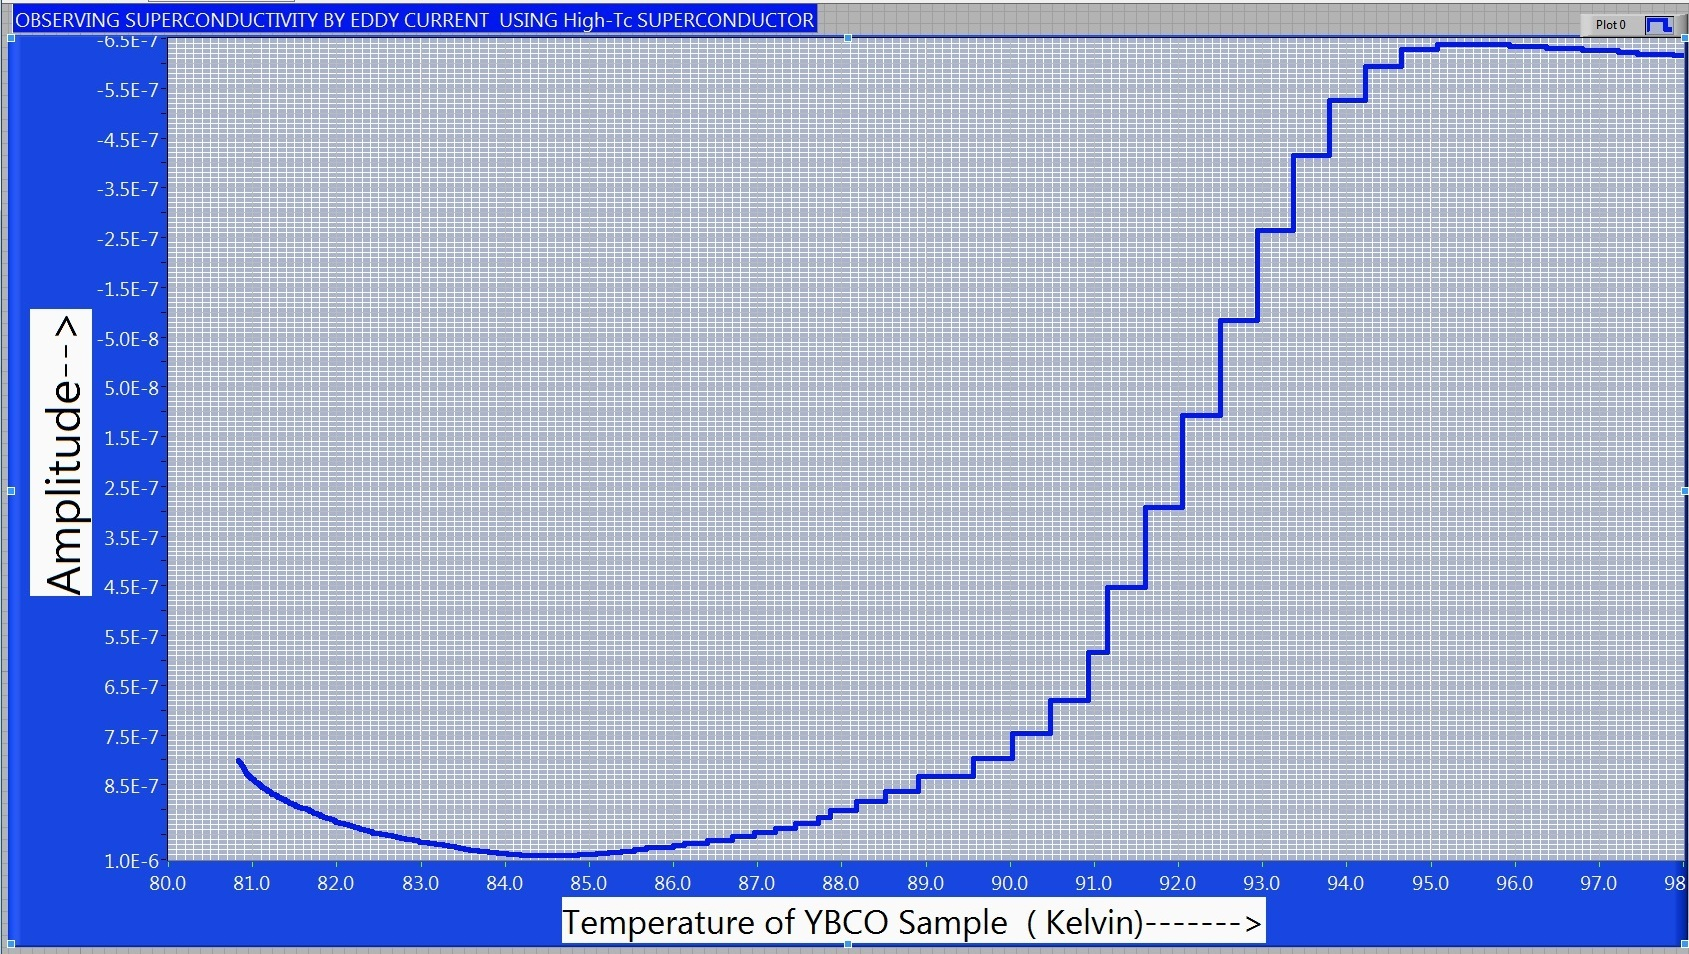 OBSERVING SUPERCONDUCTIVITY BY EDDY CURRENT USING High-Tc SUPERCONDUCTOR
Plot 0
-6.5E-7
-5.5E-7
-4.5E-7
-3.5E-7
-2.5E-7
-1.5E-7
-5.0E-8
5.0E-8
1.5E-7
2.5E-7
3.5E-7
4.5E-7
5.5E-7
6.5E-7
7.5E-7
8.5E-7
1.0E-6
Amplitude--->
80.0 81.0 82.0 83.0 84.0 85.0 86.0 87.0 88.0 89.0 90.0 91.0 92.0 93.0 94.0 95.0 96.0 97.0 98
Temperature of YBCO Sample ( Kelvin)------->